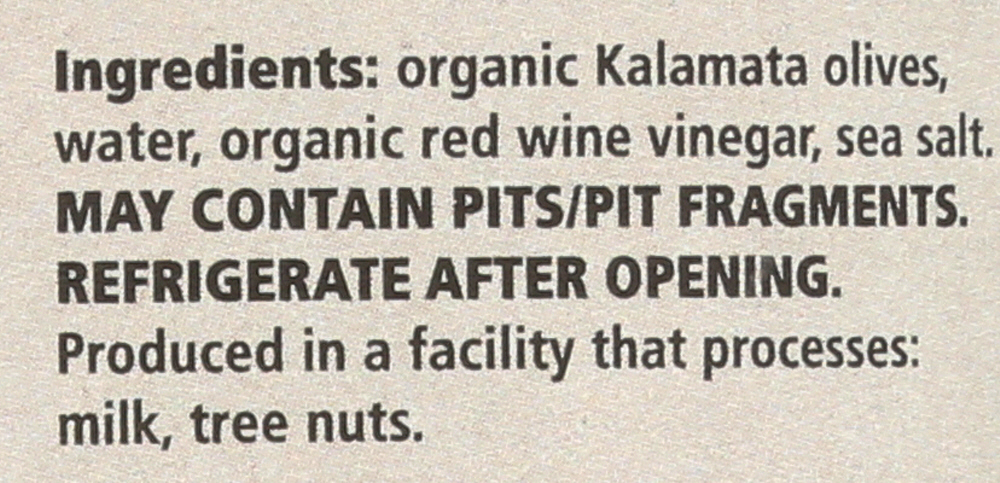 Ingredients: organic Kalamata olives,
water, organic red wine vinegar, sea salt.
MAY CONTAIN PITS/PIT FRAGMENTS.
REFRIGERATE AFTER OPENING.
Produced in a facility that processes:
milk, tree nuts.